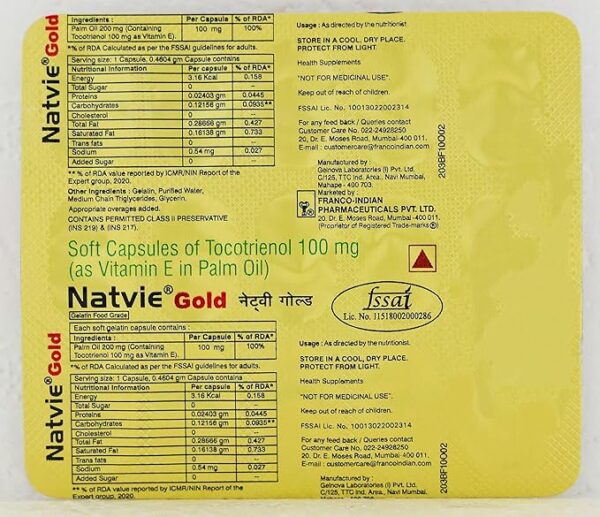 Natvie® Gold
Ingredients : Per Capsule % of RDA*
Palm Oil 200 mg (Containing 100 mg 100%
Tocotrienol 100 mg as Vitamin E).
*% of RDA Calculated as per the FSSAI guidelines for adults.
Serving size: 1 Capsule, 0.4604 gm Capsule contains
Nutritional Information Per capsule % of RDA*
Energy 3.16 Kcal 0.158
Total Sugar 0 --
Proteins 0.02403 gm 0.0445
Carbohydrates 0.12156 gm 0.0935**
Cholesterol 0 --
Total Fat 0.28666 gm 0.427
Saturated Fat 0.16138 gm 0.733
Trans fats 0 --
Sodium 0.54 mg 0.027
Added Sugar 0 --
** % of RDA value reported by ICMR/NIN Report of the
Expert group, 2020.
Other Ingredients : Gelatin, Purified Water,
Medium Chain Triglycerides, Glycerin.
Appropriate overages added.
CONTAINS PERMITTED CLASS II PRESERVATIVE
(INS 219) & (INS 217).
Usage : As directed by the nutritionist.
STORE IN A COOL, DRY PLACE.
PROTECT FROM LIGHT.
Health Supplements
"NOT FOR MEDICINAL USE".
Keep out of reach of children.
FSSAI Lic. No. 10013022002314
For any feed back / Queries contact
Customer Care No. 022-24928250
20, Dr. E. Moses Road, Mumbai-400 011.
E-mail : customercare@francoindian.com
Manufactured by :
Gelnova Laboratories (I) Pvt. Ltd.
C/125, TTC Ind. Area., Navi Mumbai,
Mahape - 400 703.
Marketed by :
FRANCO-INDIAN
PHARMACEUTICALS PVT. LTD.
20, Dr. E. Moses Road, Mumbai -400 011.
(Proprietor of Registered Trade-marks®)
203BF10O02
Soft Capsules of Tocotrienol 100 mg
(as Vitamin E in Palm Oil)
Natvie® Gold नेट्वी गोल्ड
Gelatin Food Grade
fssai
Lic. No. 11518002000286
Natvie® Gold
Each soft gelatin capsule contains :
Ingredients : Per Capsule % of RDA*
Palm Oil 200 mg (Containing 100 mg 100%
Tocotrienol 100 mg as Vitamin E).
*% of RDA Calculated as per the FSSAI guidelines for adults.
Serving size: 1 Capsule, 0.4604 gm Capsule contains
Nutritional Information Per capsule % of RDA*
Energy 3.16 Kcal 0.158
Total Sugar 0 --
Proteins 0.02403 gm 0.0445
Carbohydrates 0.12156 gm 0.0935**
Cholesterol 0 --
Total Fat 0.28666 gm 0.427
Saturated Fat 0.16138 gm 0.733
Trans fats 0 --
Sodium 0.54 mg 0.027
Added Sugar 0 --
** % of RDA value reported by ICMR/NIN Report of the
Expert group, 2020.
Usage : As directed by the nutritionist.
STORE IN A COOL, DRY PLACE.
PROTECT FROM LIGHT.
Health Supplements
"NOT FOR MEDICINAL USE".
Keep out of reach of children.
FSSAI Lic. No. 10013022002314
For any feed back / Queries contact
Customer Care No. 022-24928250
20, Dr. E. Moses Road, Mumbai-400 011.
E-mail : customercare@francoindian.com
Manufactured by :
Gelnova Laboratories (I) Pvt. Ltd.
C/125, TTC Ind. Area., Navi Mumbai,
203BF10O02